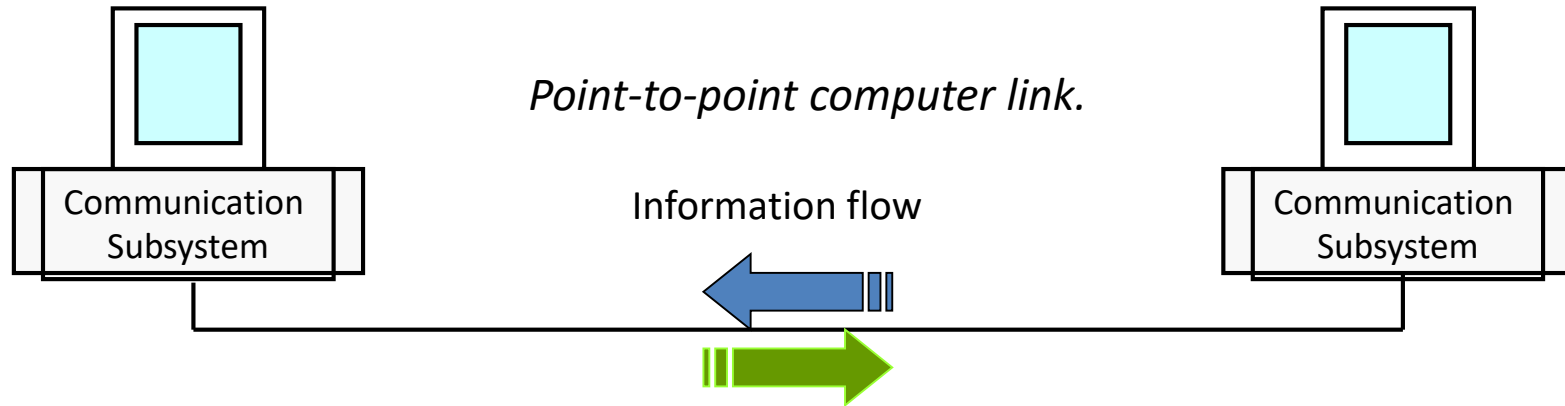 Point-to-point computer link.
Communication
Subsystem
Information flow
Communication
Subsystem